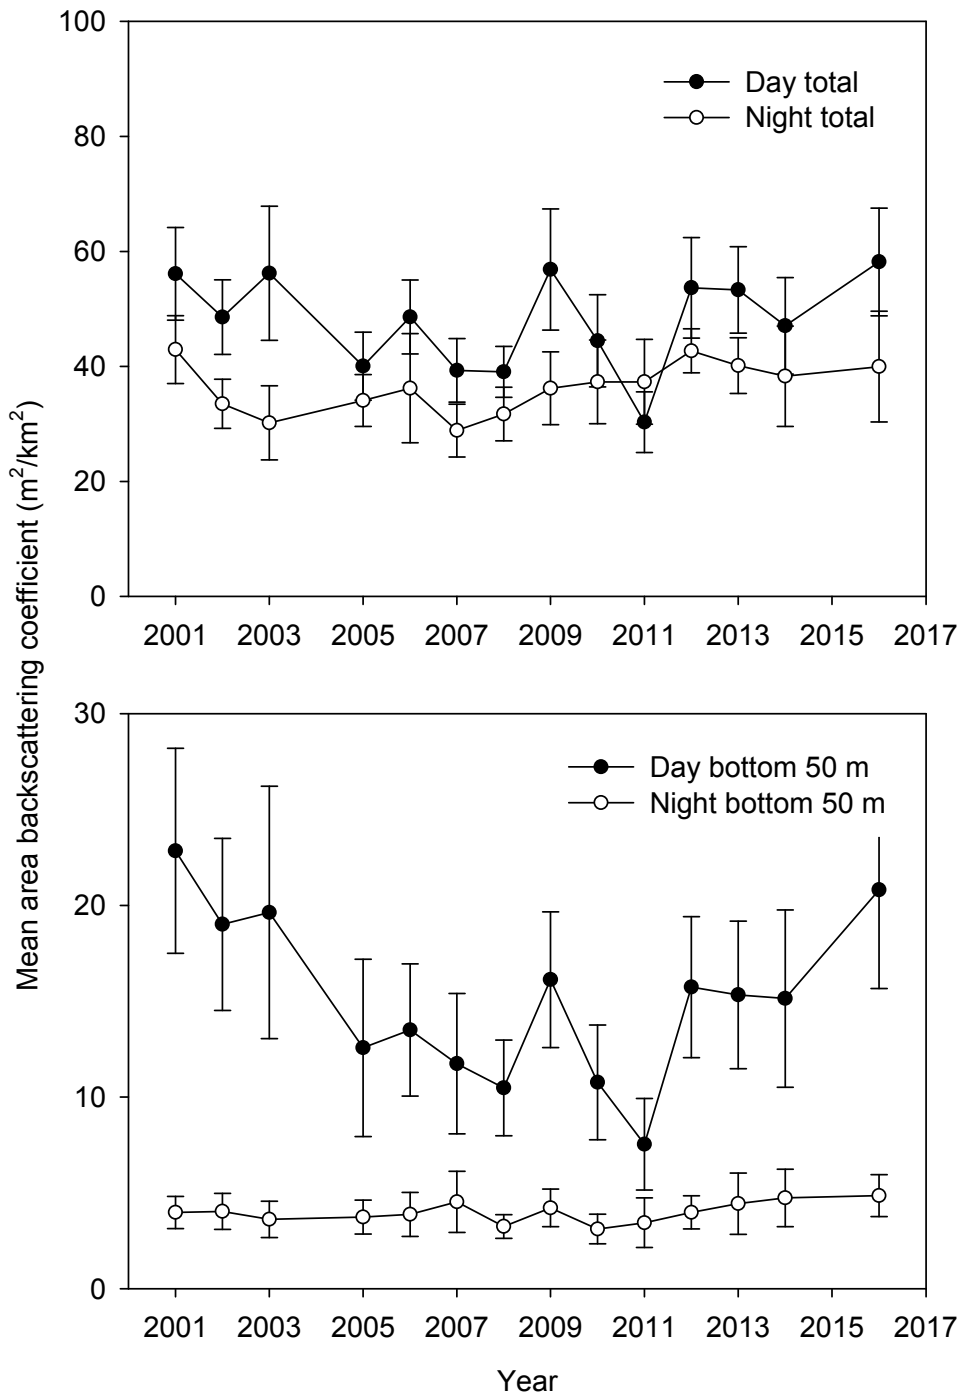 100
80
60
40
20
0
Day total
Night total
2001 2003 2005 2007 2009 2011 2013 2015 2017
Mean area backscattering coefficient (m²/km²)
30
20
10
0
Day bottom 50 m
Night bottom 50 m
2001 2003 2005 2007 2009 2011 2013 2015 2017
Year